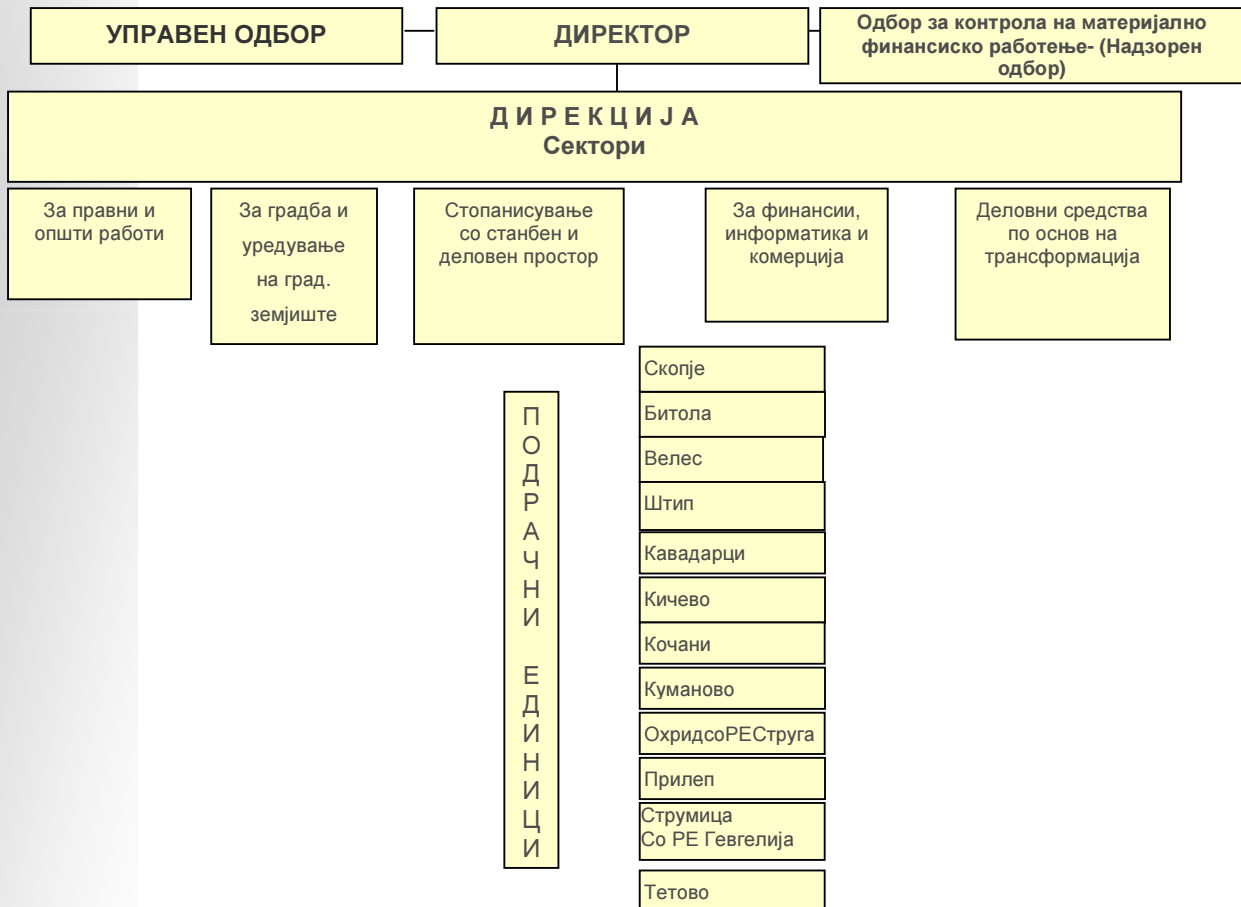 УПРАВЕН ОДБОР
ДИРЕКТОР
Одбор за контрола на материјално
финансиско работење- (Надзорен
одбор)
Д И Р Е К Ц И Ј А
Сектори
За правни и
општи работи
За градба и
уредување
на град.
земјиште
Стопанисување
со станбен и
деловен простор
За финансии,
информатика и
комерција
Деловни средства
по основ на
трансформација
П
О
Д
Р
А
Ч
Н
И
Е
Д
И
Н
И
Ц
И
Скопје
Битола
Велес
Штип
Кавадарци
Кичево
Кочани
Куманово
ОхридсоРЕСтруга
Прилеп
Струмица
Со РЕ Гевгелија
Тетово